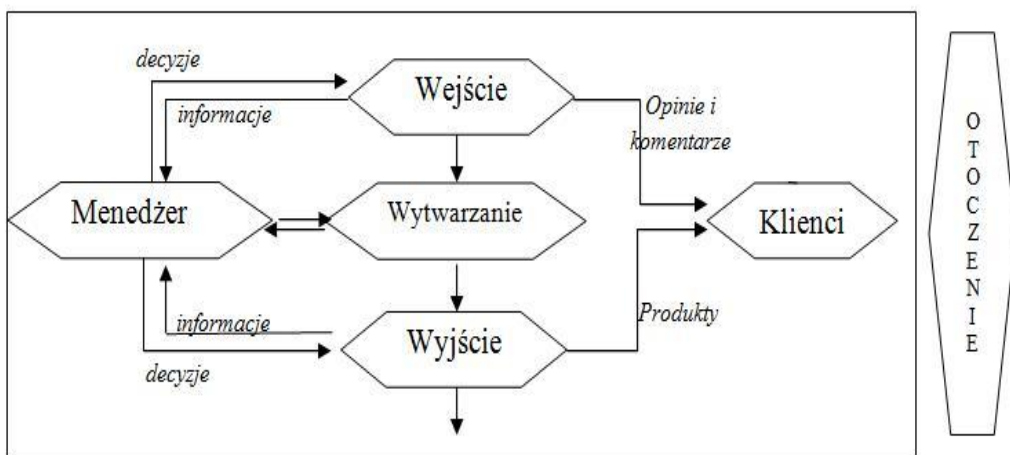 decyzje
Wejście
informacje
Opinie i
komentarze
Menedżer
Wytwarzanie
Klienci
informacje
Wyjście
Produkty
decyzje
O
T
O
C
Z
E
N
I
E